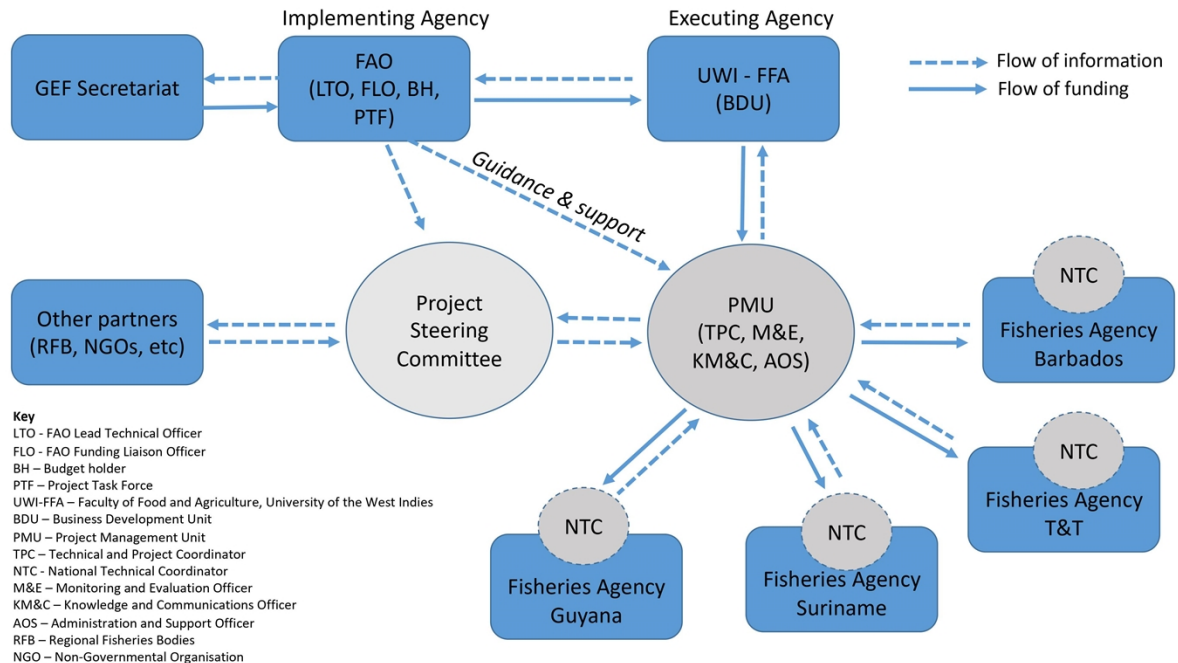 Implementing Agency
Executing Agency
GEF Secretariat
FAO
(LTO, FLO, BH,
PTF)
UWI - FFA
(BDU)
Flow of information
Flow of funding
Guidance & support
Other partners
(RFB, NGOs, etc)
Project
Steering
Committee
PMU
(TPC, M&E,
KM&C, AOS)
NTC
Fisheries Agency
Barbados
NTC
Fisheries Agency
T&T
NTC
Fisheries Agency
Guyana
NTC
Fisheries Agency
Suriname
Key
LTO - FAO Lead Technical Officer
FLO - FAO Funding Liaison Officer
BH – Budget holder
PTF – Project Task Force
UWI-FFA – Faculty of Food and Agriculture, University of the West Indies
BDU – Business Development Unit
PMU – Project Management Unit
TPC – Technical and Project Coordinator
NTC - National Technical Coordinator
M&E – Monitoring and Evaluation Officer
KM&C – Knowledge and Communications Officer
AOS – Administration and Support Officer
RFB – Regional Fisheries Bodies
NGO – Non-Governmental Organisation